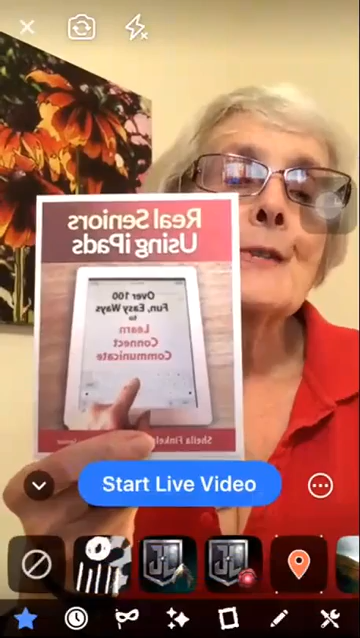 Real Seniors
Using iPads
Over 100
Fun, Easy Ways
to
Learn
Connect
Communicate
Sheila
Start Live Video